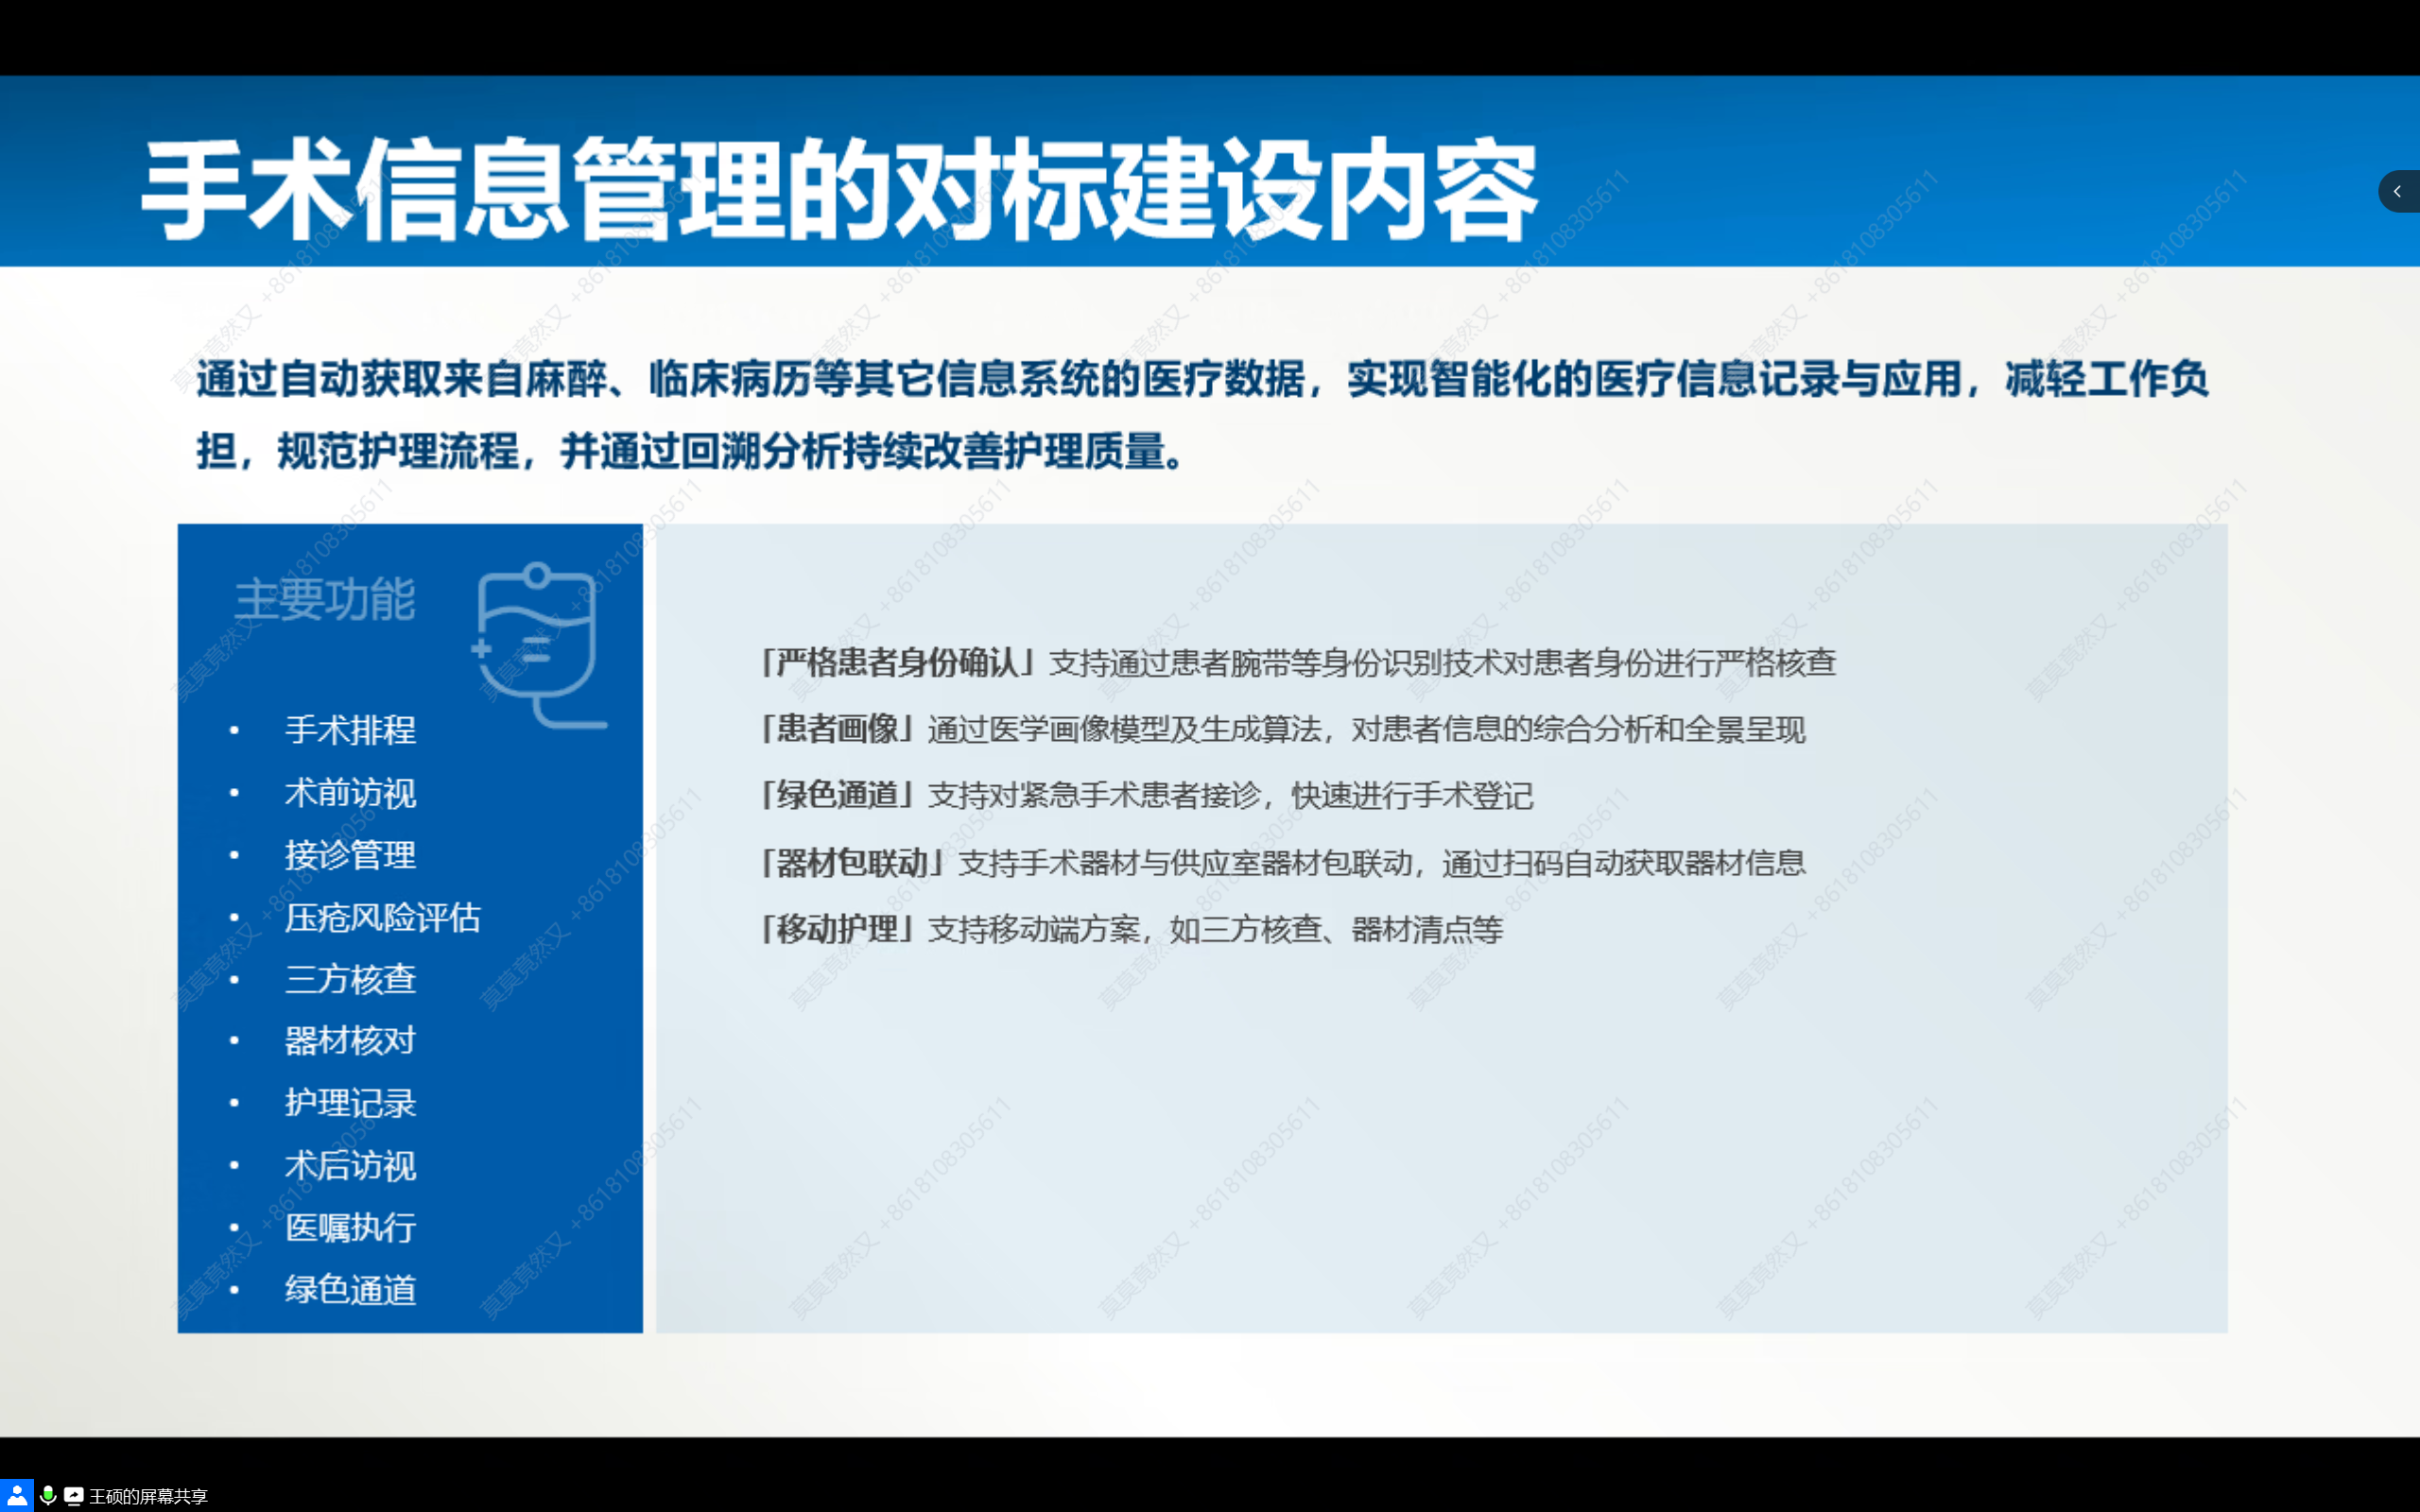 手术信息管理的对标建设内容
通过自动获取来自麻醉、临床病历等其它信息系统的医疗数据，实现智能化的医疗信息记录与应用，减轻工作负
担，规范护理流程，并通过回溯分析持续改善护理质量。
主要功能
• 手术排程
• 术前访视
• 接诊管理
• 压疮风险评估
• 三方核查
• 器材核对
• 护理记录
• 术后访视
• 医嘱执行
• 绿色通道
「严格患者身份确认」支持通过患者腕带等身份识别技术对患者身份进行严格核查
「患者画像」通过医学画像模型及生成算法，对患者信息的综合分析和全景呈现
「绿色通道」支持对紧急手术患者接诊，快速进行手术登记
「器材包联动」支持手术器材与供应室器材包联动，通过扫码自动获取器材信息
「移动护理」支持移动端方案，如三方核查、器材清点等
王硕的屏幕共享
+8618108305611